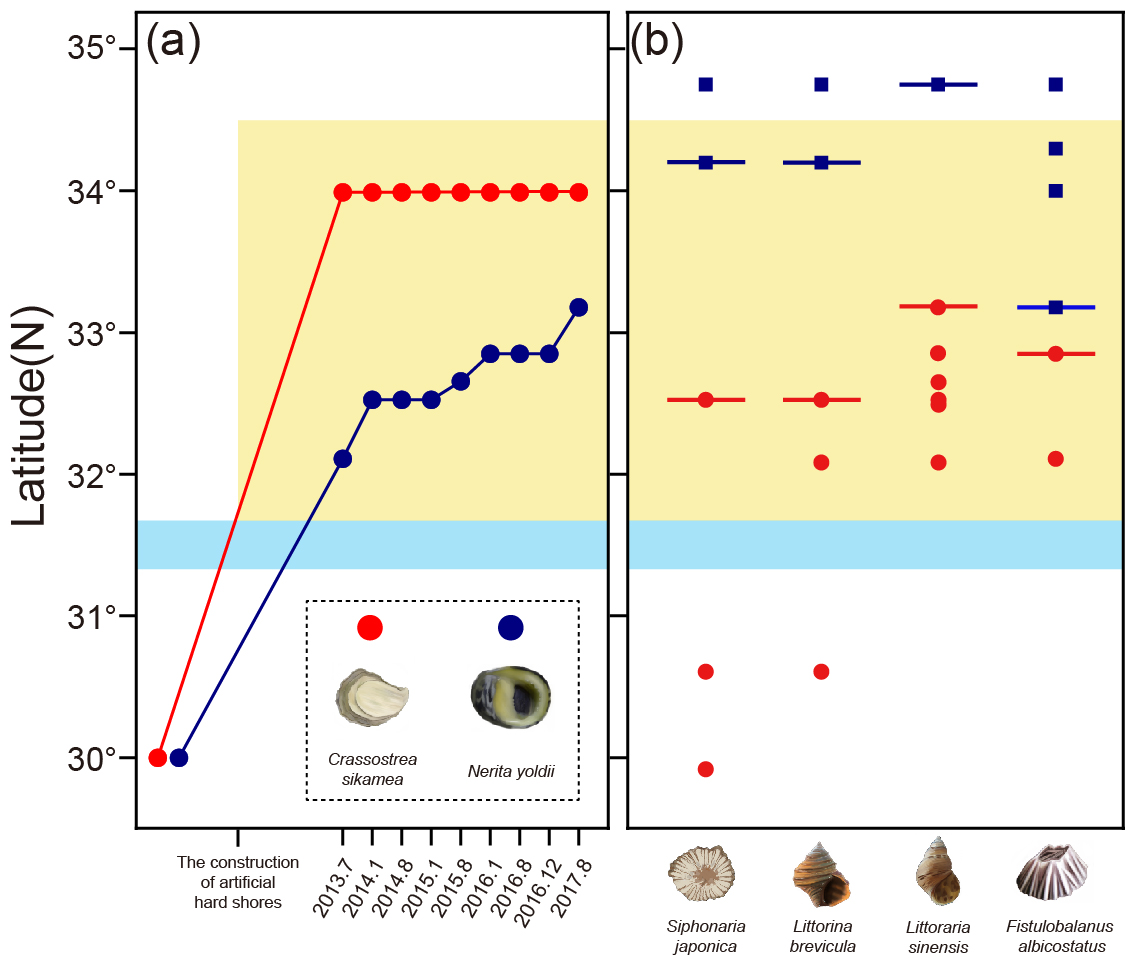 (a)
(b)
Latitude(N)
35°
34°
33°
32°
31°
30°
Crassostrea
sikamea
Nerita yoldii
The construction
of artificial
hard shores
2013.7
2014.1
2014.8
2015.1
2015.8
2016.1
2016.8
2016.12
2017.8
Siphonaria
japonica
Littorina
brevicula
Littoraria
sinensis
Fistulobalanus
albicostatus